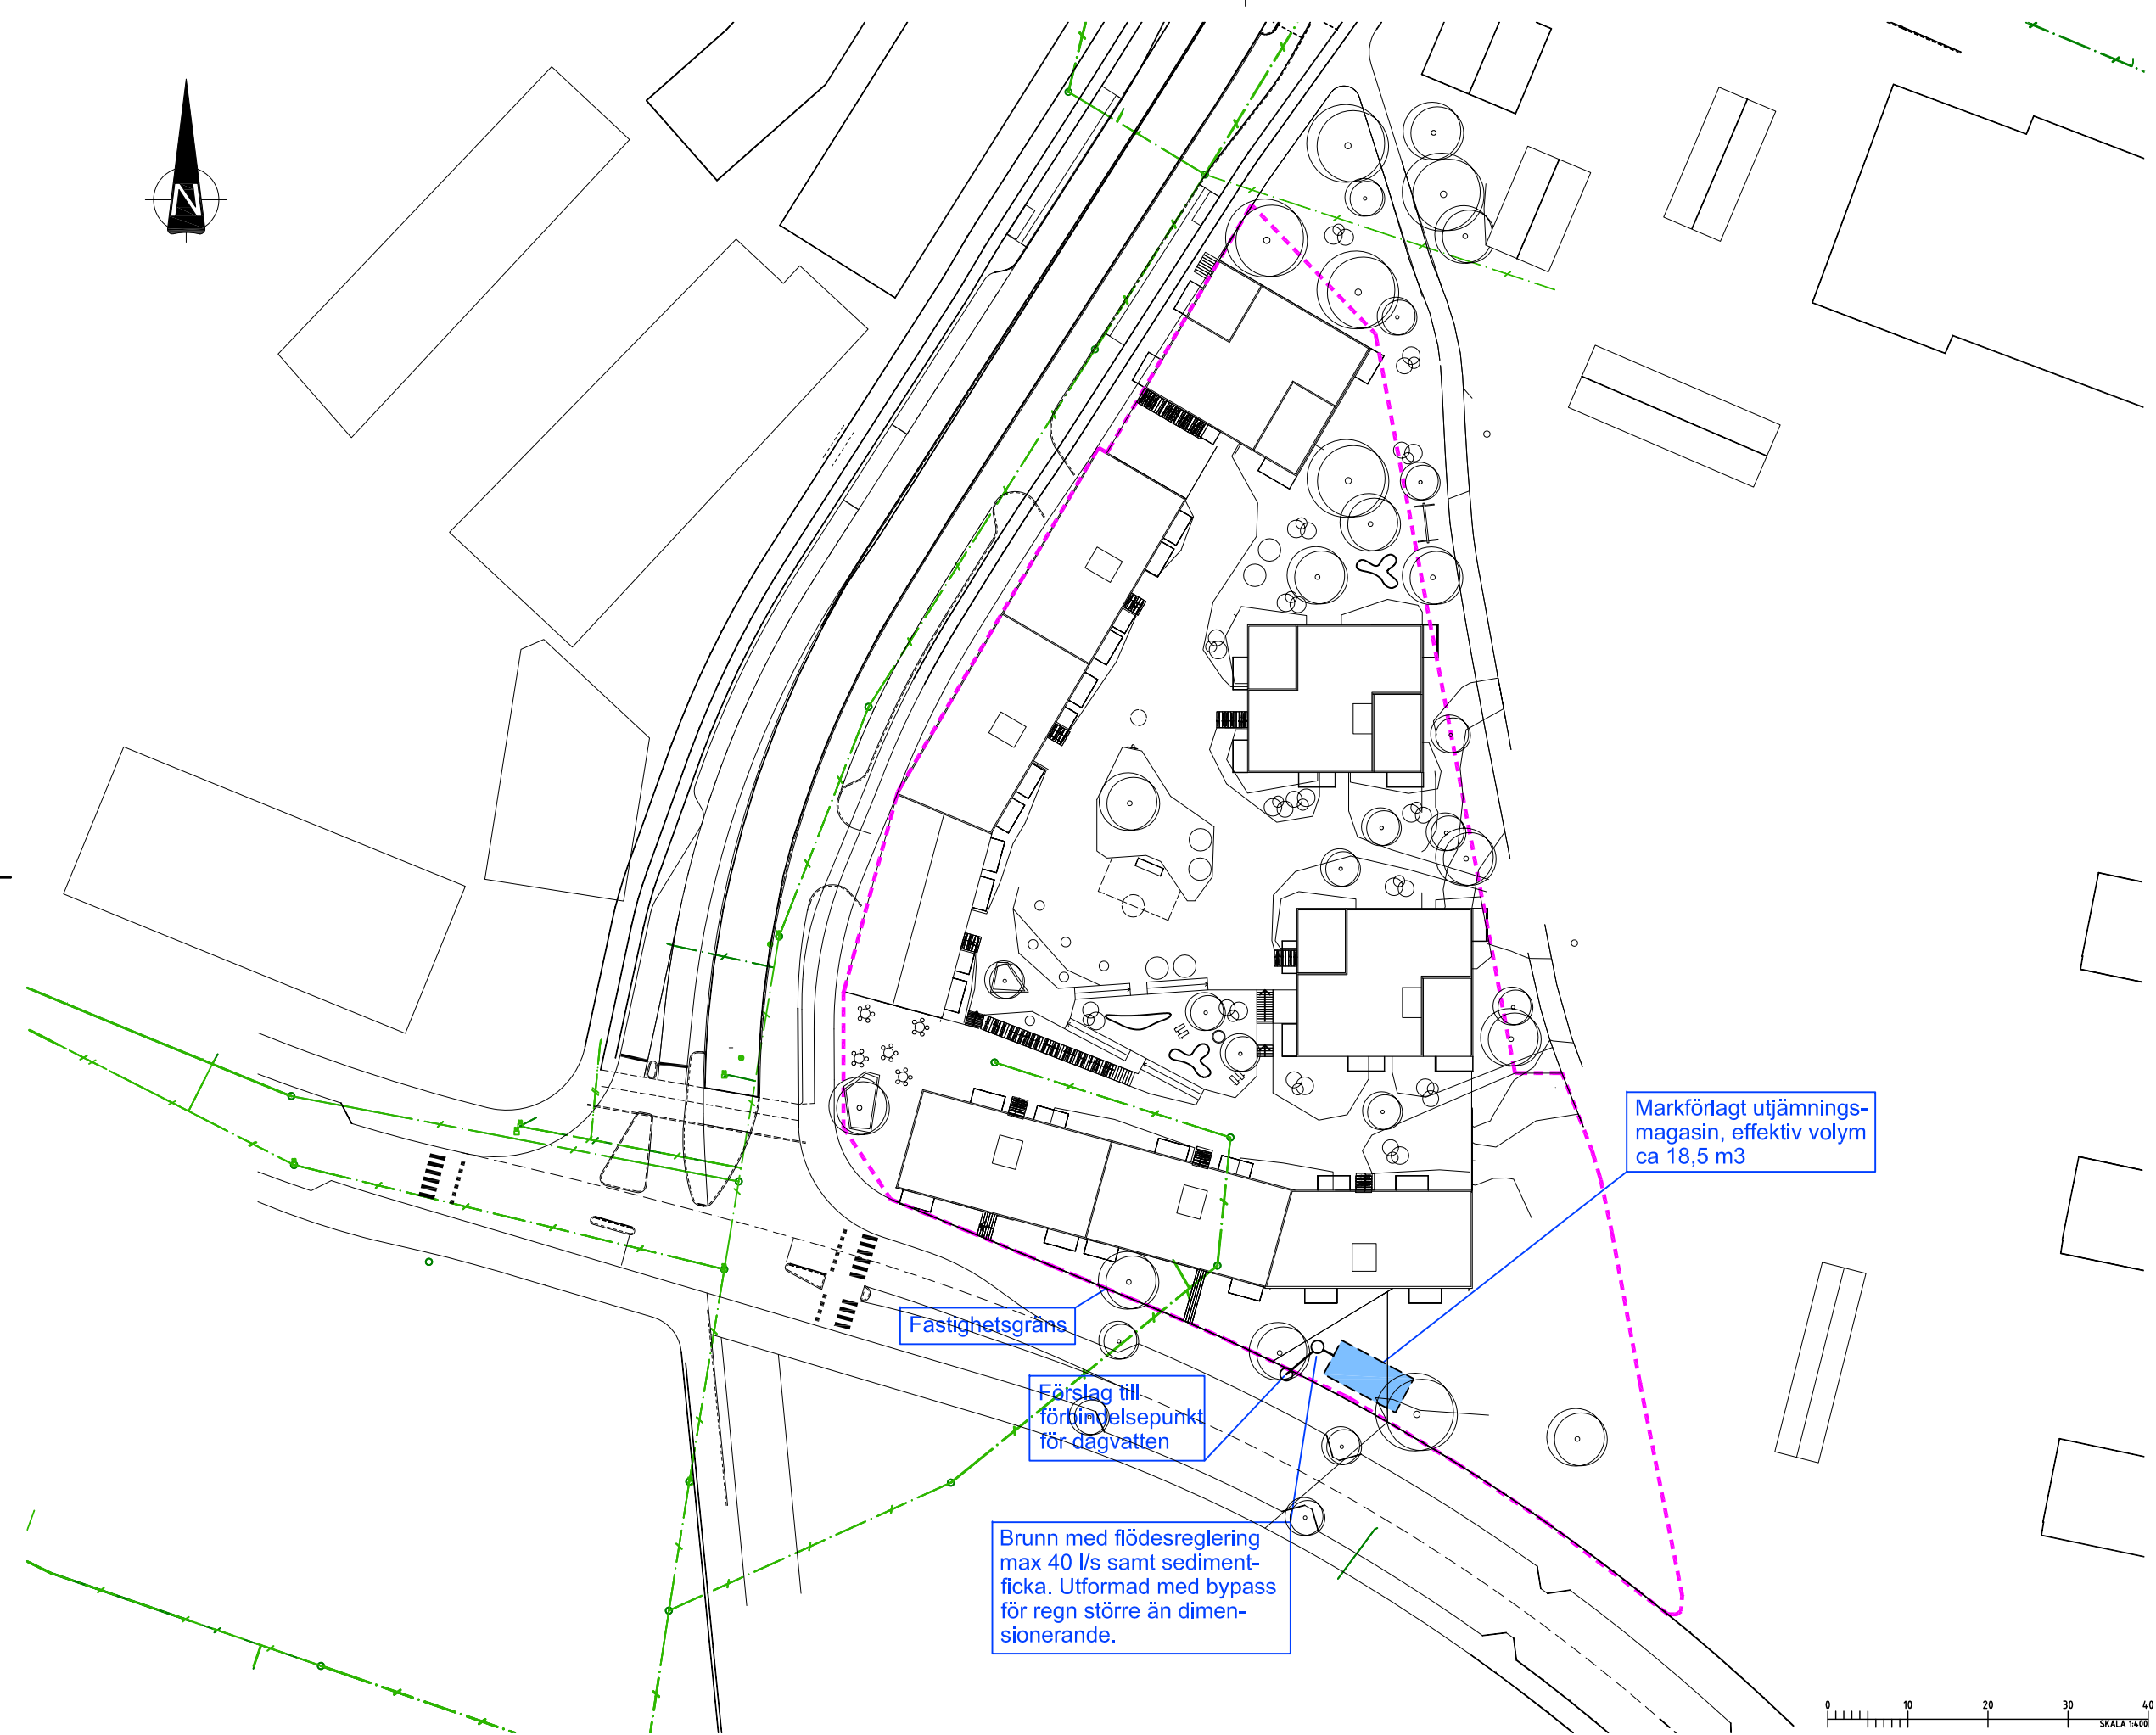 N
Markförlagt utjämnings-
magasin, effektiv volym
ca 18,5 m3
Fastighetsgräns
Förslag till
förbindelsepunkt
för dagvatten
Brunn med flödesreglering
max 40 l/s samt sediment-
ficka. Utformad med bypass
för regn större än dimen-
sionerande.
0 10 20 30 40
SKALA 1:400